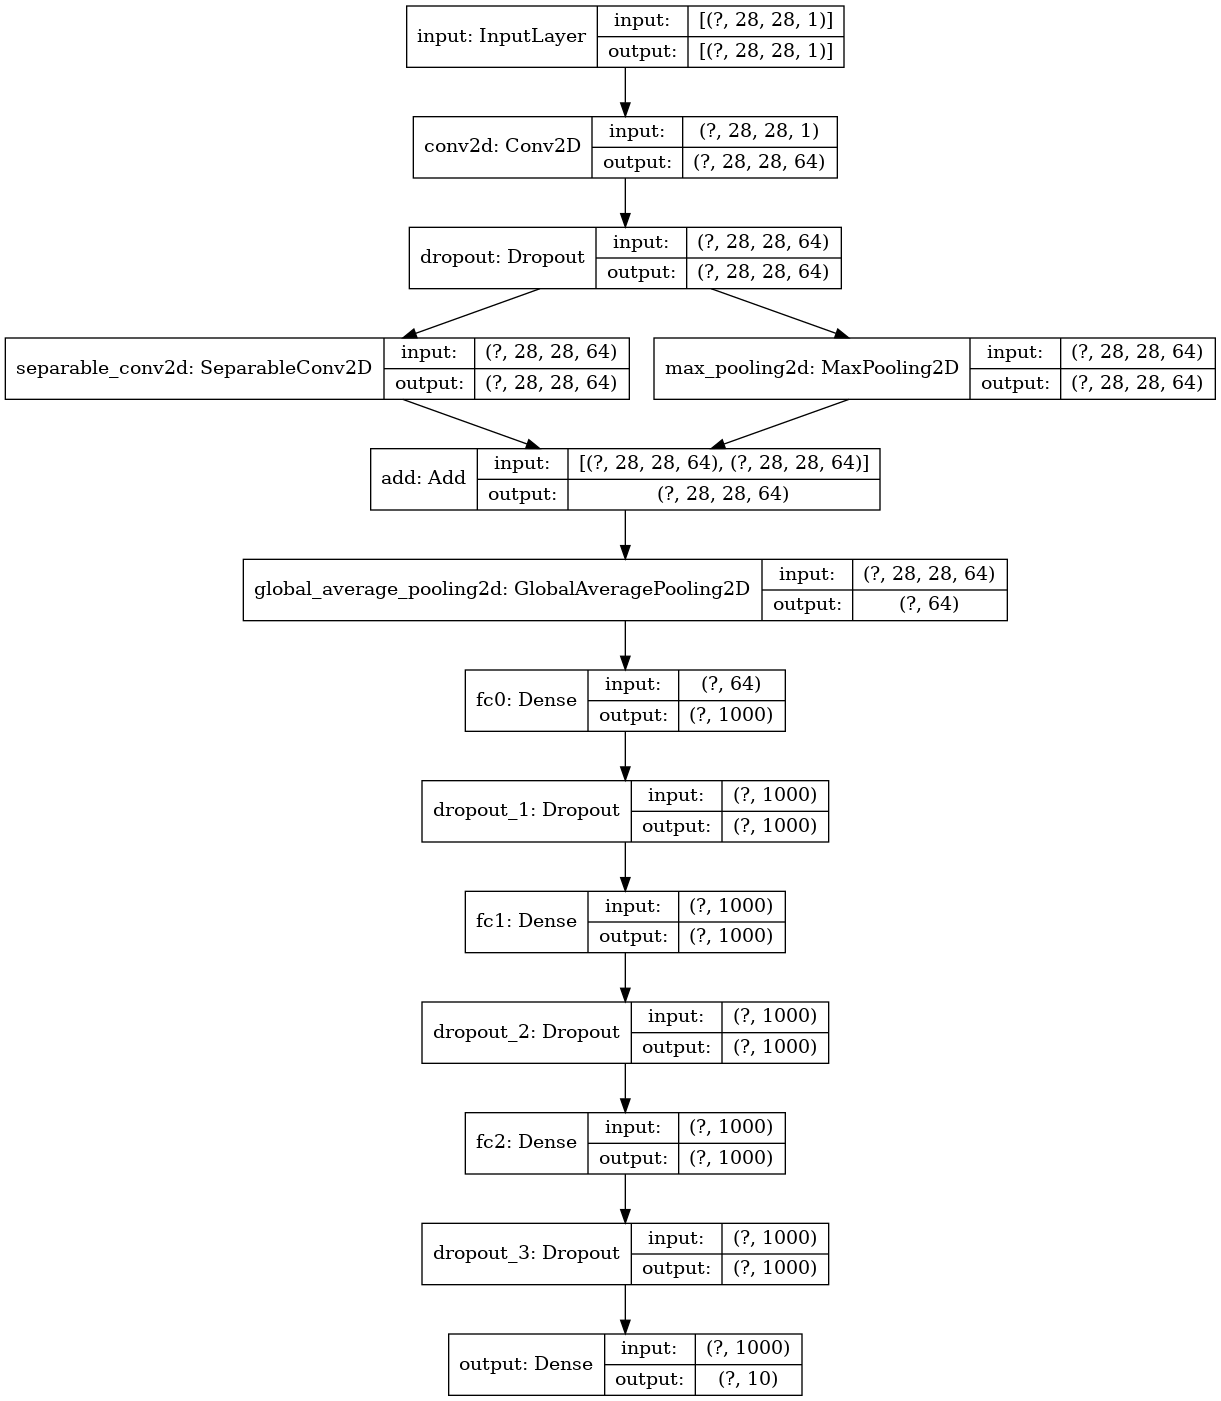 input: InputLayer
input: [(?, 28, 28, 1)]
output: [(?, 28, 28, 1)]
conv2d: Conv2D
input: (?, 28, 28, 1)
output: (?, 28, 28, 64)
dropout: Dropout
input: (?, 28, 28, 64)
output: (?, 28, 28, 64)
separable_conv2d: SeparableConv2D
input: (?, 28, 28, 64)
output: (?, 28, 28, 64)
max_pooling2d: MaxPooling2D
input: (?, 28, 28, 64)
output: (?, 28, 28, 64)
add: Add
input: [(?, 28, 28, 64), (?, 28, 28, 64)]
output: (?, 28, 28, 64)
global_average_pooling2d: GlobalAveragePooling2D
input: (?, 28, 28, 64)
output: (?, 64)
fc0: Dense
input: (?, 64)
output: (?, 1000)
dropout_1: Dropout
input: (?, 1000)
output: (?, 1000)
fc1: Dense
input: (?, 1000)
output: (?, 1000)
dropout_2: Dropout
input: (?, 1000)
output: (?, 1000)
fc2: Dense
input: (?, 1000)
output: (?, 1000)
dropout_3: Dropout
input: (?, 1000)
output: (?, 1000)
output: Dense
input: (?, 1000)
output: (?, 10)